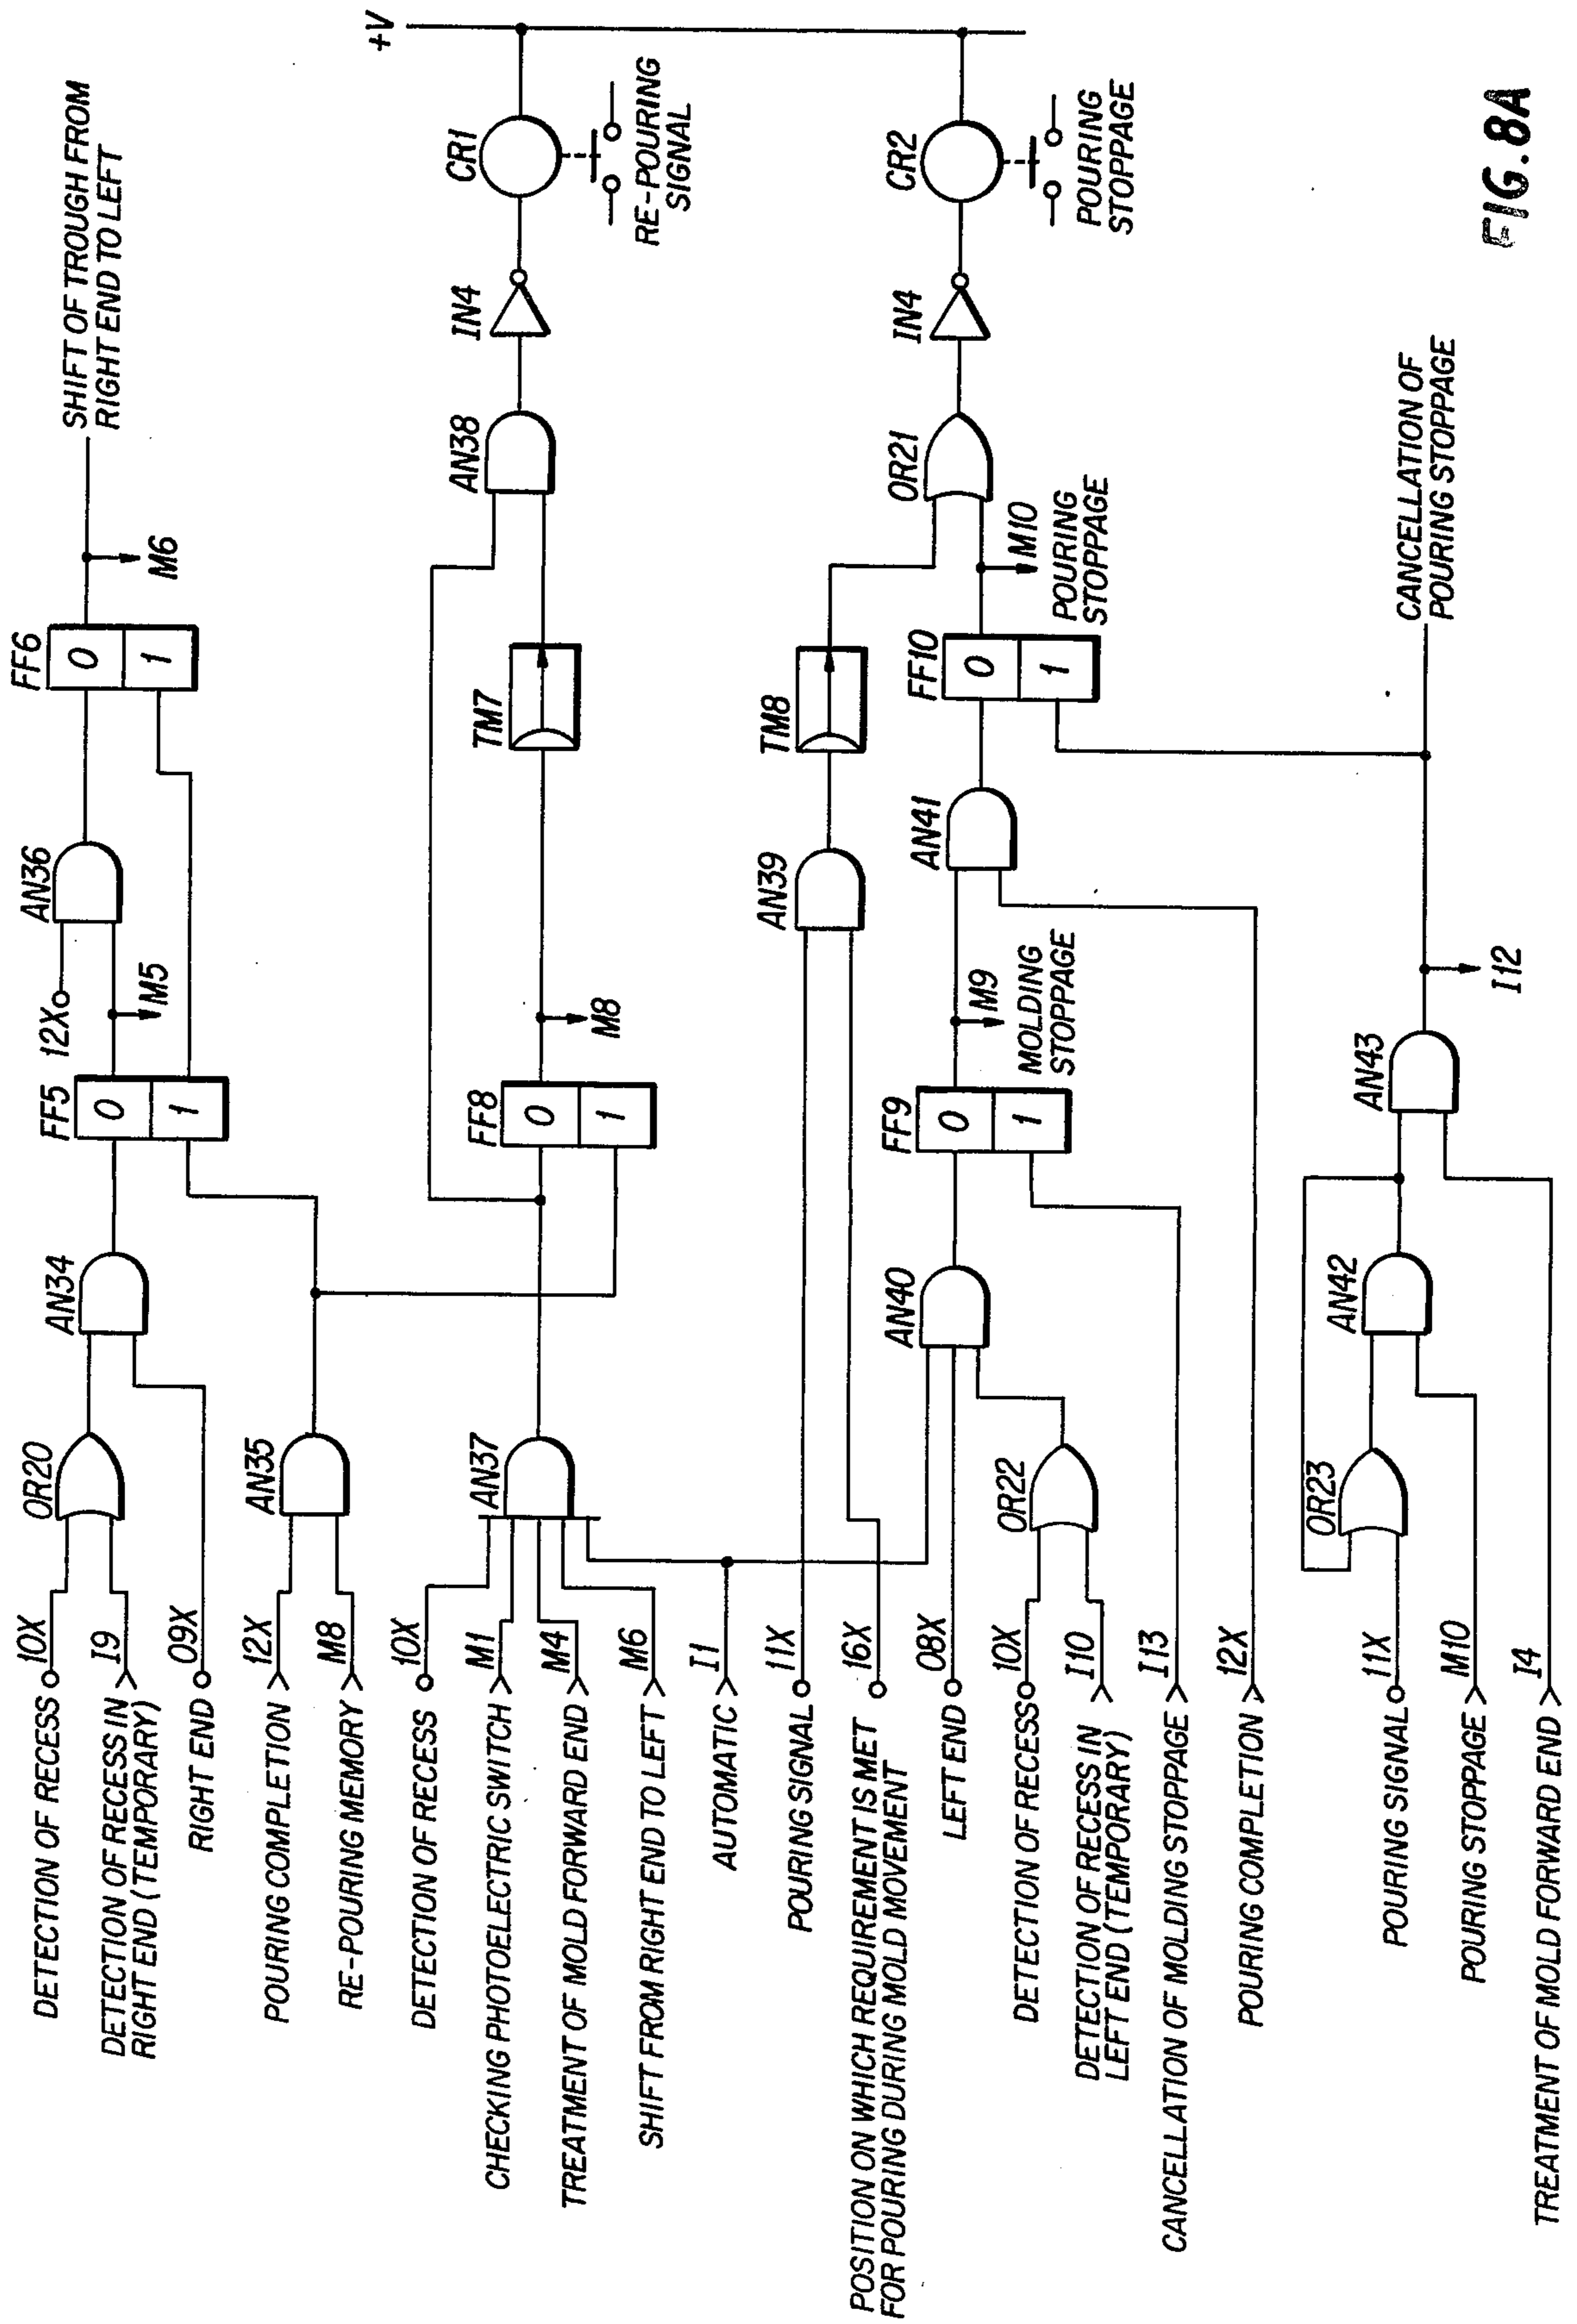 DETECTION OF RECESS
10X
DETECTION OF RECESS IN
RIGHT END (TEMPORARY)
I9
RIGHT END
09X
POURING COMPLETION
12X
RE-POURING MEMORY
M8
DETECTION OF RECESS
10X
CHECKING PHOTOELECTRIC SWITCH
M1
TREATMENT OF MOLD FORWARD END
M4
SHIFT FROM RIGHT END TO LEFT
M6
AUTOMATIC
I1
POURING SIGNAL
11X
POSITION ON WHICH REQUIREMENT IS MET
FOR POURING DURING MOLD MOVEMENT
16X
LEFT END
08X
DETECTION OF RECESS
10X
DETECTION OF RECESS IN
LEFT END (TEMPORARY)
I10
CANCELLATION OF MOLDING STOPPAGE
I13
POURING COMPLETION
12X
POURING SIGNAL
11X
POURING STOPPAGE
M10
TREATMENT OF MOLD FORWARD END
I4
OR20
AN34
FF5
0
1
12X
M5
AN36
FF6
0
1
M6
SHIFT OF TROUGH FROM
RIGHT END TO LEFT
AN35
AN37
FF8
0
1
M8
TM7
AN38
IN4
CR1
+V
RE-POURING
SIGNAL
AN39
TM8
OR21
IN4
CR2
POURING
STOPPAGE
OR22
AN40
FF9
0
1
M9
MOLDING
STOPPAGE
AN41
FF10
0
1
M10
POURING
STOPPAGE
OR23
AN42
AN43
I12
CANCELLATION OF
POURING STOPPAGE
FIG. 8A